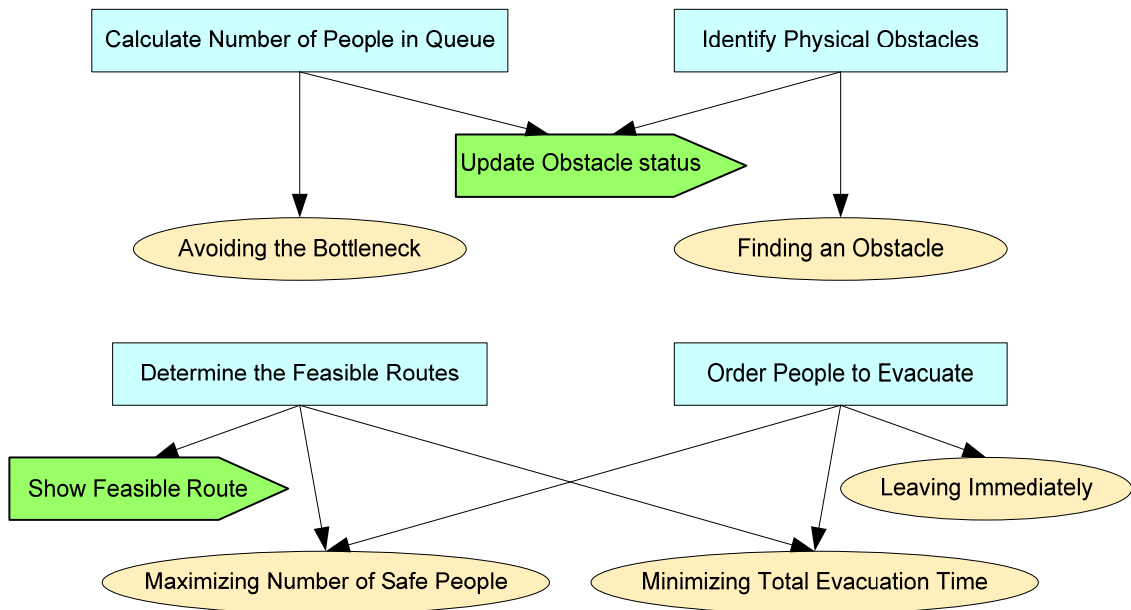 Calculate Number of People in Queue
Identify Physical Obstacles
Update Obstacle status
Avoiding the Bottleneck
Finding an Obstacle
Determine the Feasible Routes
Order People to Evacuate
Show Feasible Route
Leaving Immediately
Maximizing Number of Safe People
Minimizing Total Evacuation Time